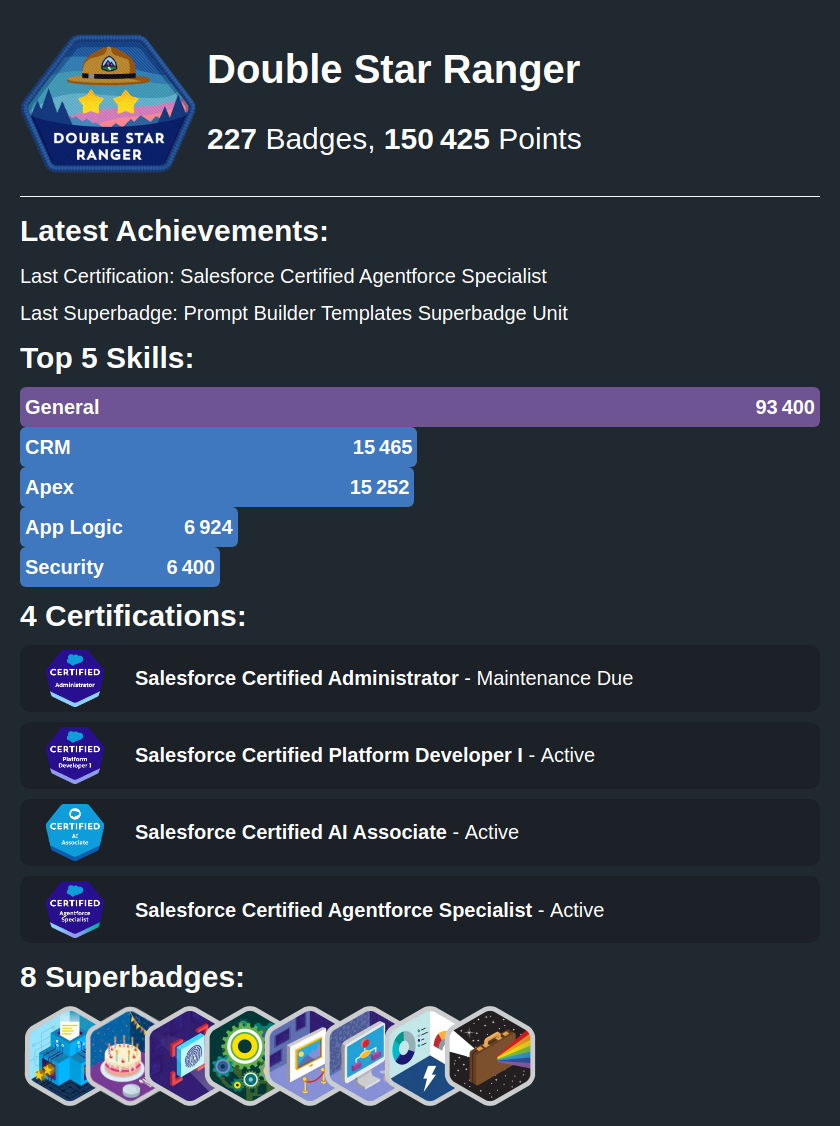 DOUBLE STAR
RANGER
Double Star Ranger
227 Badges, 150 425 Points
Latest Achievements:
Last Certification: Salesforce Certified Agentforce Specialist
Last Superbadge: Prompt Builder Templates Superbadge Unit
Top 5 Skills:
General 93 400
CRM 15 465
Apex 15 252
App Logic 6 924
Security 6 400
4 Certifications:
CERTIFIED
Administrator
Salesforce Certified Administrator - Maintenance Due
CERTIFIED
Platform
Developer I
Salesforce Certified Platform Developer I - Active
CERTIFIED
AI
Associate
Salesforce Certified AI Associate - Active
CERTIFIED
Agentforce
Specialist
Salesforce Certified Agentforce Specialist - Active
8 Superbadges: